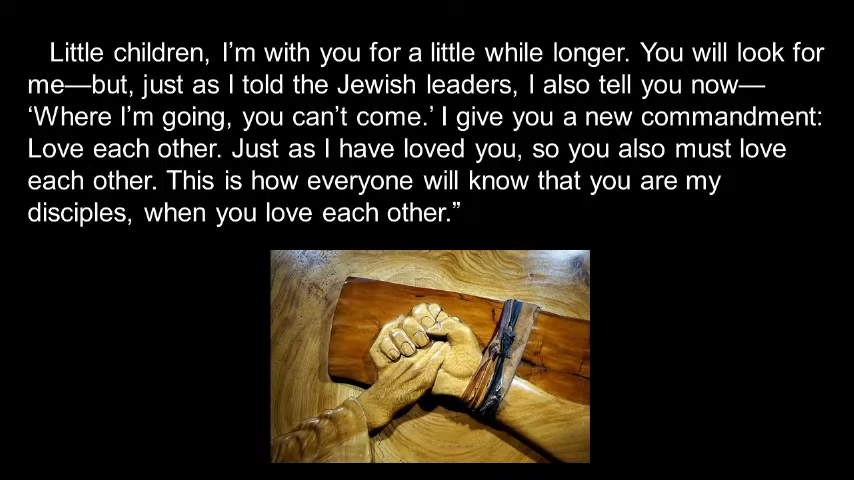 Little children, I’m with you for a little while longer. You will look for
me—but, just as I told the Jewish leaders, I also tell you now—
‘Where I’m going, you can’t come.’ I give you a new commandment:
Love each other. Just as I have loved you, so you also must love
each other. This is how everyone will know that you are my
disciples, when you love each other.”